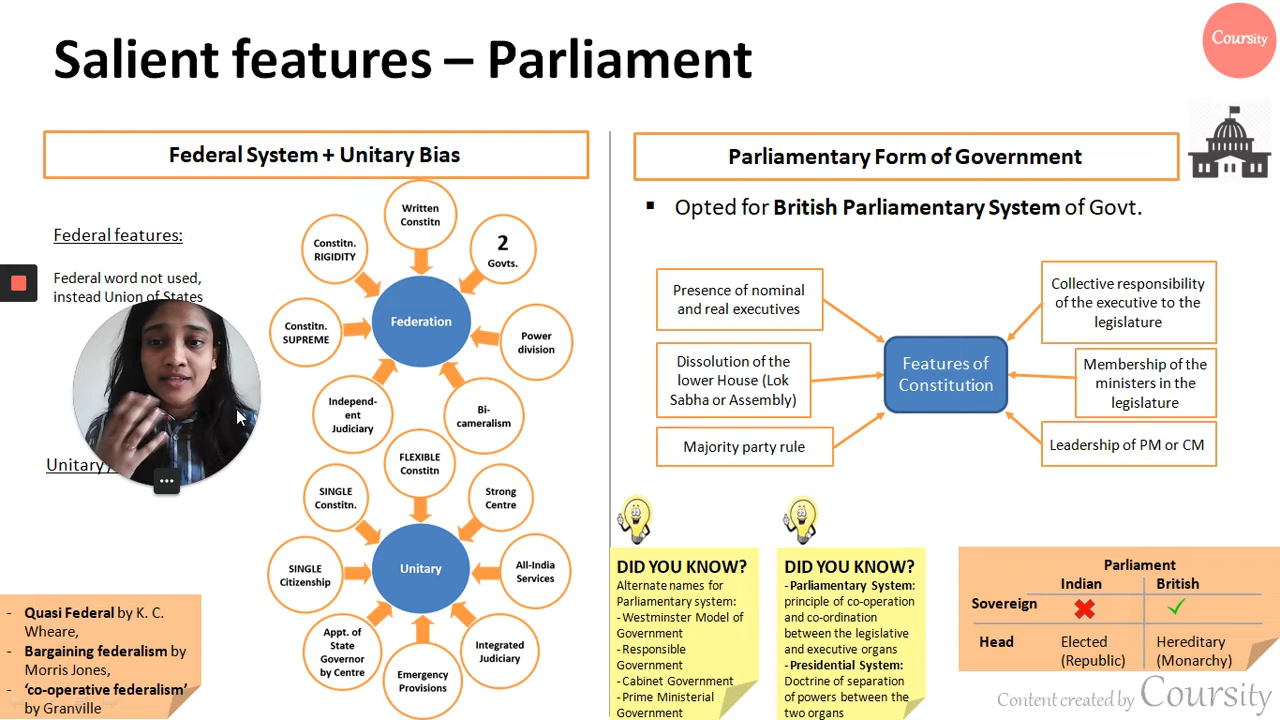 Salient features – Parliament
Coursity
Federal System + Unitary Bias
Federal features:
Federal word not used,
instead Union of States
Written
Constitn
Constitn.
RIGIDITY
2
Govts.
Constitn.
SUPREME
Federation
Power
division
Independ-
ent
Judiciary
Bi-
cameralism
Unitary
FLEXIBLE
Constitn
SINGLE
Constitn.
Strong
Centre
SINGLE
Citizenship
Unitary
All-India
Services
Appt. of
State
Governor
by Centre
Emergency
Provisions
Integrated
Judiciary
- Quasi Federal by K. C.
Wheare,
- Bargaining federalism by
Morris Jones,
- ‘co-operative federalism’
by Granville
Parliamentary Form of Government
▪ Opted for British Parliamentary System of Govt.
Presence of nominal
and real executives
Dissolution of the
lower House (Lok
Sabha or Assembly)
Majority party rule
Features of
Constitution
Collective responsibility
of the executive to the
legislature
Membership of the
ministers in the
legislature
Leadership of PM or CM
DID YOU KNOW?
Alternate names for
Parliamentary system:
-Westminster Model of
Government
-Responsible
Government
-Cabinet Government
-Prime Ministerial
Government
DID YOU KNOW?
-Parliamentary System:
principle of co-operation
and co-ordination
between the legislative
and executive organs
-Presidential System:
Doctrine of separation
of powers between the
two organs
Parliament
Indian British
Sovereign
Head Elected Hereditary
(Republic) (Monarchy)
Content created by Coursity